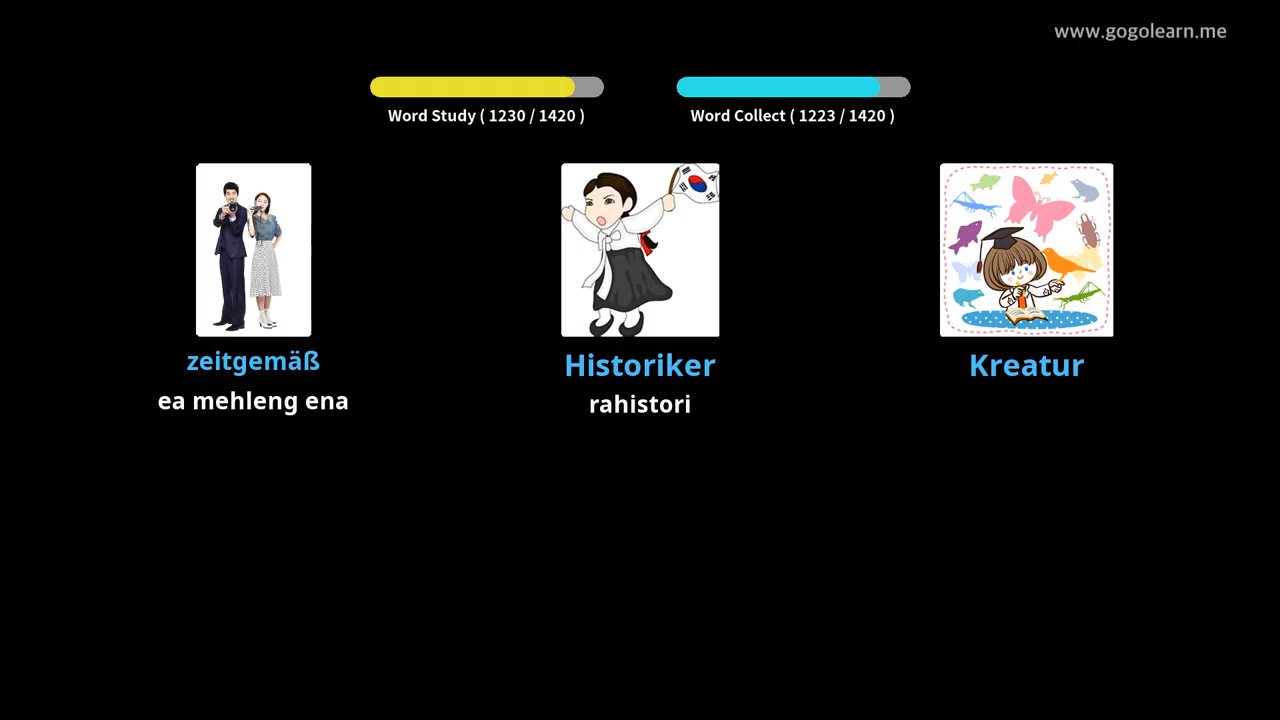 www.gogolearn.me
Word Study ( 1230 / 1420 )
Word Collect ( 1223 / 1420 )
zeitgemäß
ea mehleng ena
Historiker
rahistori
Kreatur